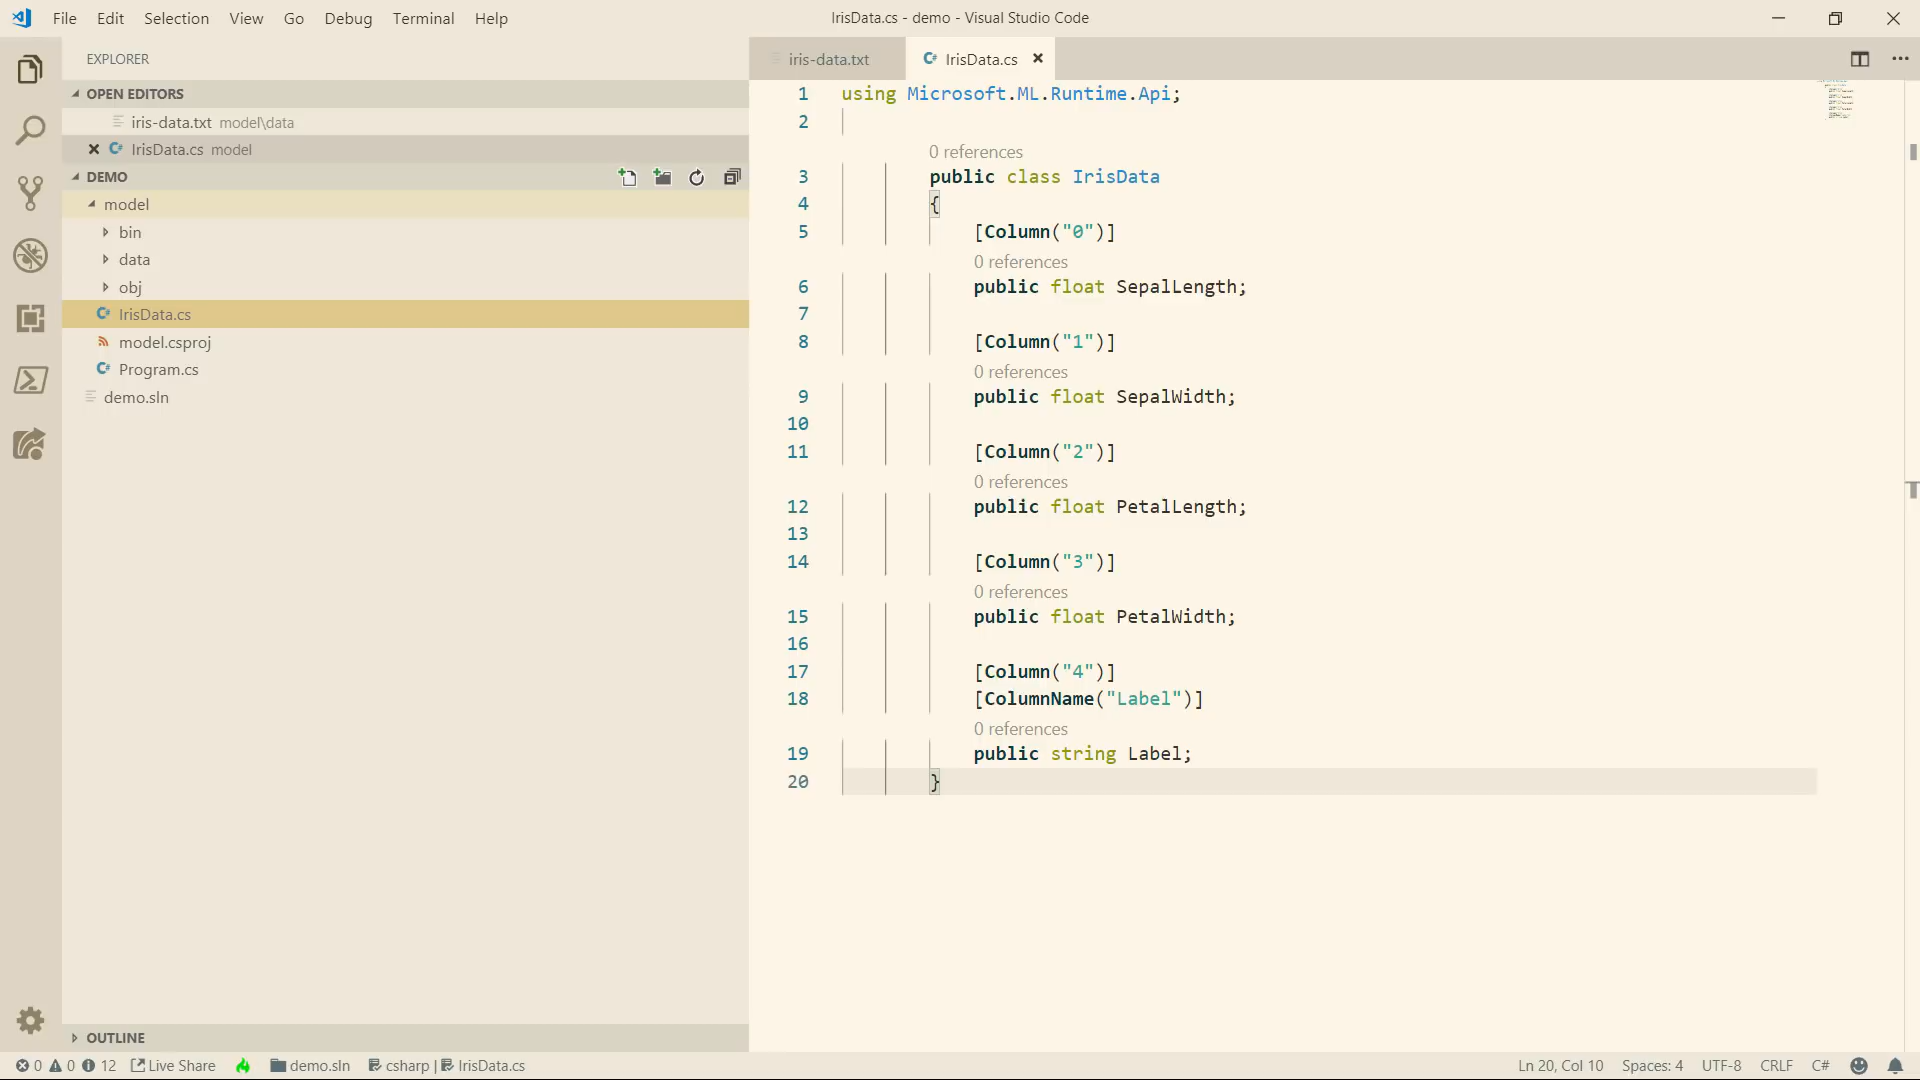 File Edit Selection View Go Debug Terminal Help
IrisData.cs - demo - Visual Studio Code
EXPLORER
OPEN EDITORS
iris-data.txt model\data
IrisData.cs model
DEMO
model
bin
data
obj
IrisData.cs
model.csproj
Program.cs
demo.sln
OUTLINE
iris-data.txt
IrisData.cs
1 using Microsoft.ML.Runtime.Api;
2
0 references
3 public class IrisData
4 {
5 [Column("0")]
0 references
6 public float SepalLength;
7
8 [Column("1")]
0 references
9 public float SepalWidth;
10
11 [Column("2")]
0 references
12 public float PetalLength;
13
14 [Column("3")]
0 references
15 public float PetalWidth;
16
17 [Column("4")]
18 [ColumnName("Label")]
0 references
19 public string Label;
20 }
0 0 12 Live Share demo.sln csharp | IrisData.cs
Ln 20, Col 10 Spaces: 4 UTF-8 CRLF C#